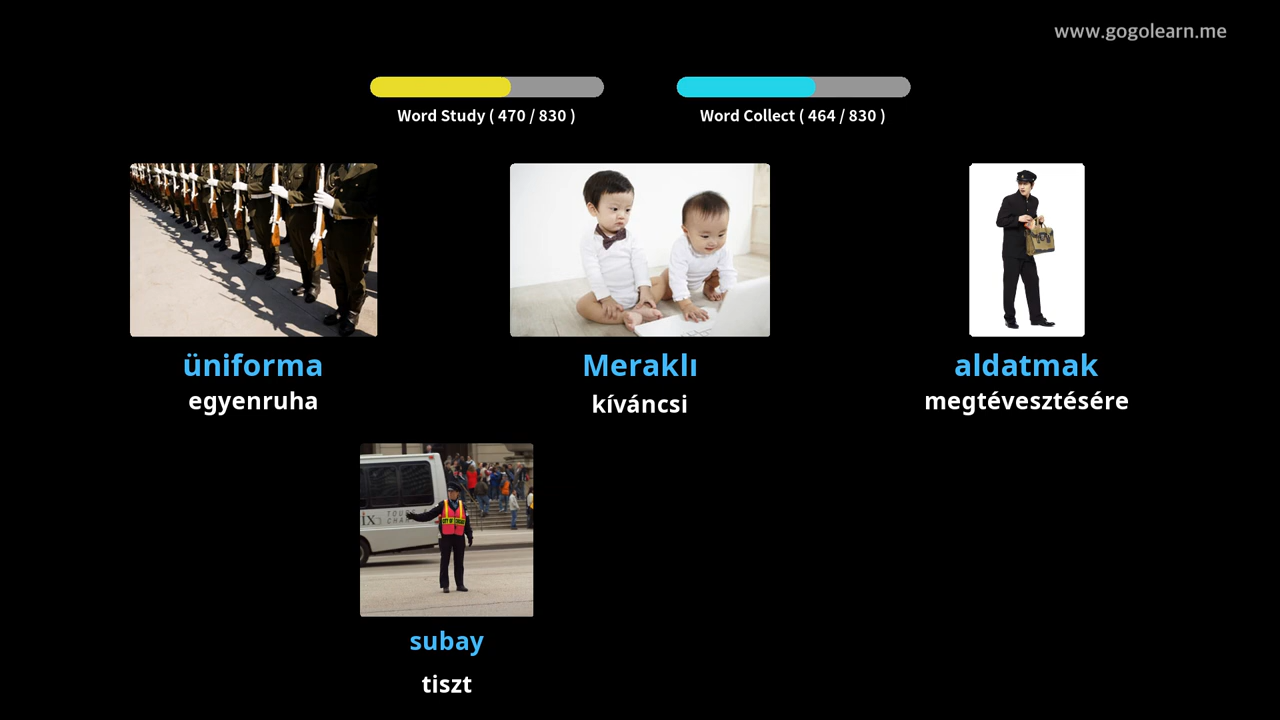 www.gogolearn.me
Word Study ( 470 / 830 )
Word Collect ( 464 / 830 )
üniforma
egyenruha
Meraklı
kíváncsi
aldatmak
megtévesztésére
subay
tiszt